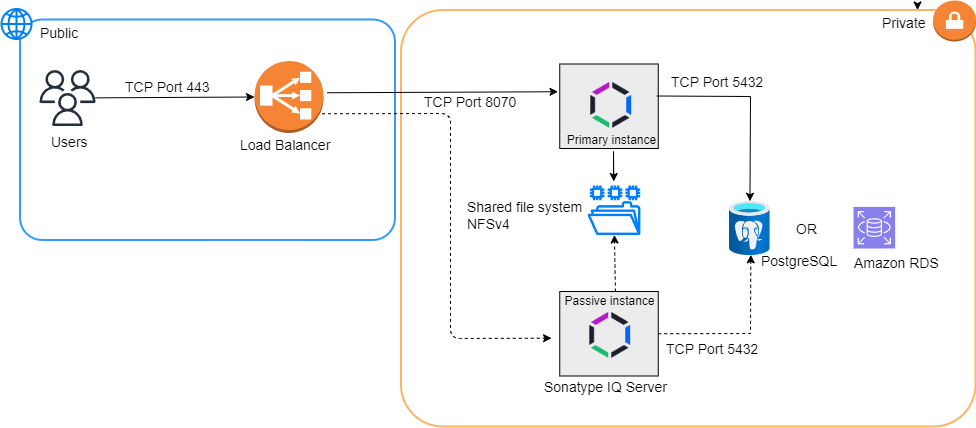 Public
Private
TCP Port 443
TCP Port 5432
TCP Port 8070
Users
Load Balancer
Primary instance
Shared file system
NFSv4
OR
PostgreSQL
Amazon RDS
Passive instance
TCP Port 5432
Sonatype IQ Server